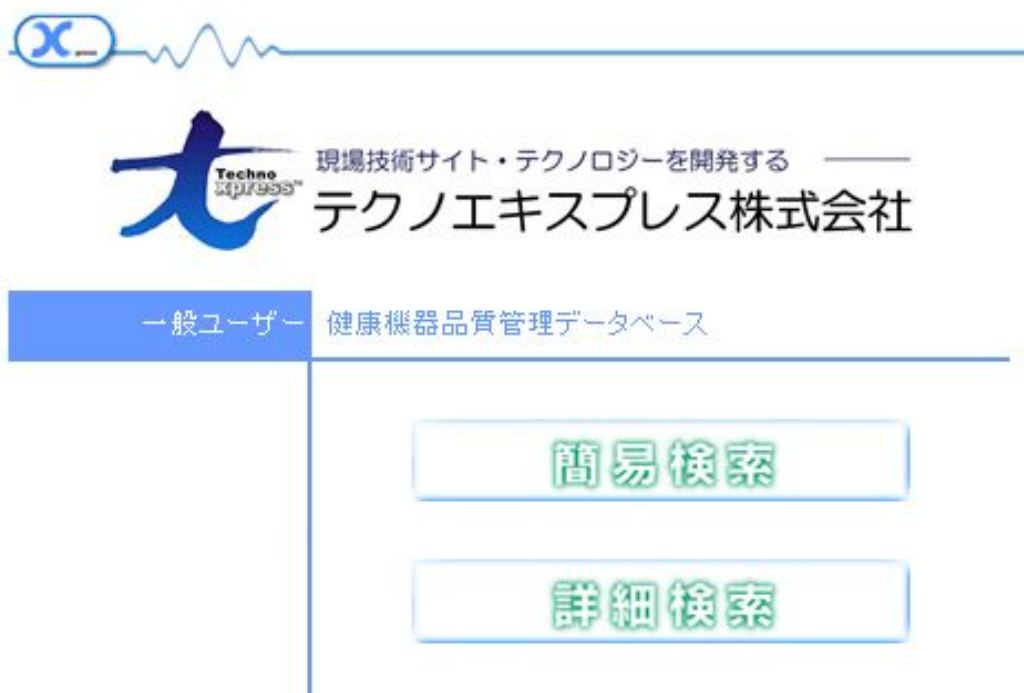 X
Techno
現場技術サイト・テクノロジーを開発する
xpress™
テクノエキスプレス株式会社
一般ユーザー 健康機器品質管理データベース
簡易検索
詳細検索